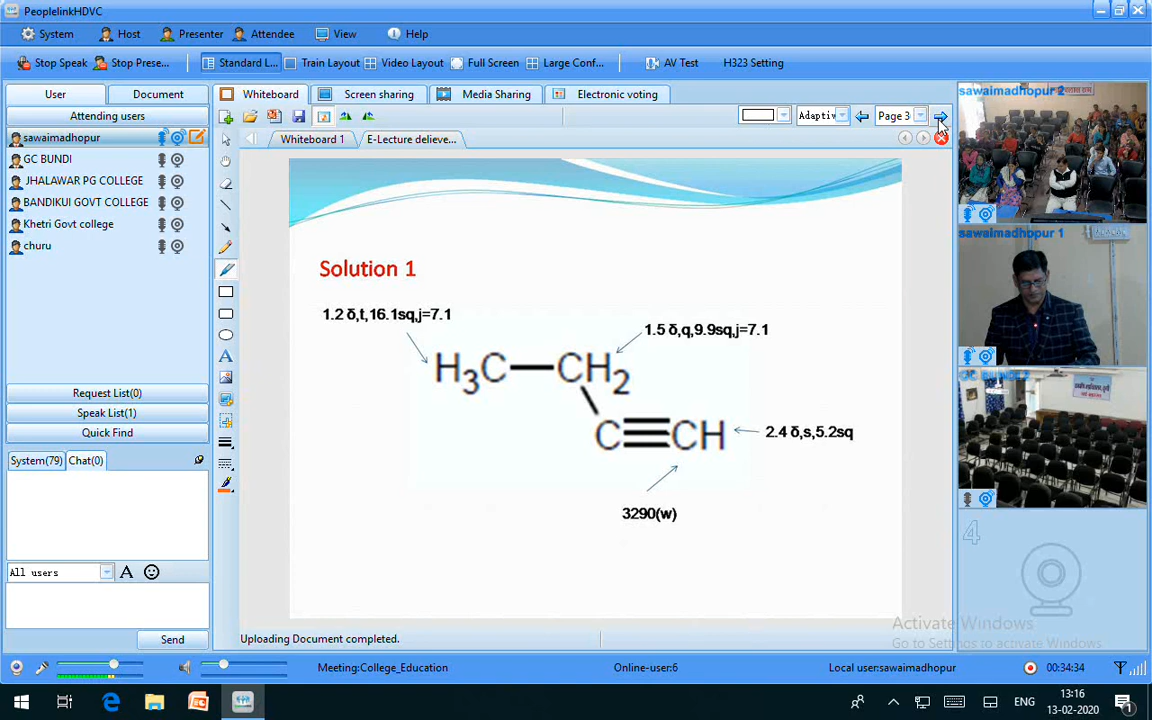 PeoplelinkHDVC
System Host Presenter Attendee View Help
Stop Speak Stop Prese... Standard L... Train Layout Video Layout Full Screen Large Conf... AV Test H323 Setting
User Document
Attending users
sawaimadhopur
GC BUNDI
JHALAWAR PG COLLEGE
BANDIKUI GOVT COLLEGE
Khetri Govt college
churu
Request List(0)
Speak List(1)
Quick Find
System(79) Chat(0)
All users A
Send
Whiteboard Screen sharing Media Sharing Electronic voting
Adaptiv Page 3
Whiteboard 1 E-Lecture delieve...
A
Solution 1
1.2 δ,t,16.1sq,j=7.1
1.5 δ,q,9.9sq,j=7.1
H3C—CH2
C≡CH
2.4 δ,s,5.2sq
3290(w)
Uploading Document completed.
sawaimadhopur 2
sawaimadhopur 1
4
Activate Windows
Go to Settings to activate Windows.
Meeting:College_Education Online-user:6 Local user:sawaimadhopur 00:34:34
ENG 13:16
13-02-2020
1